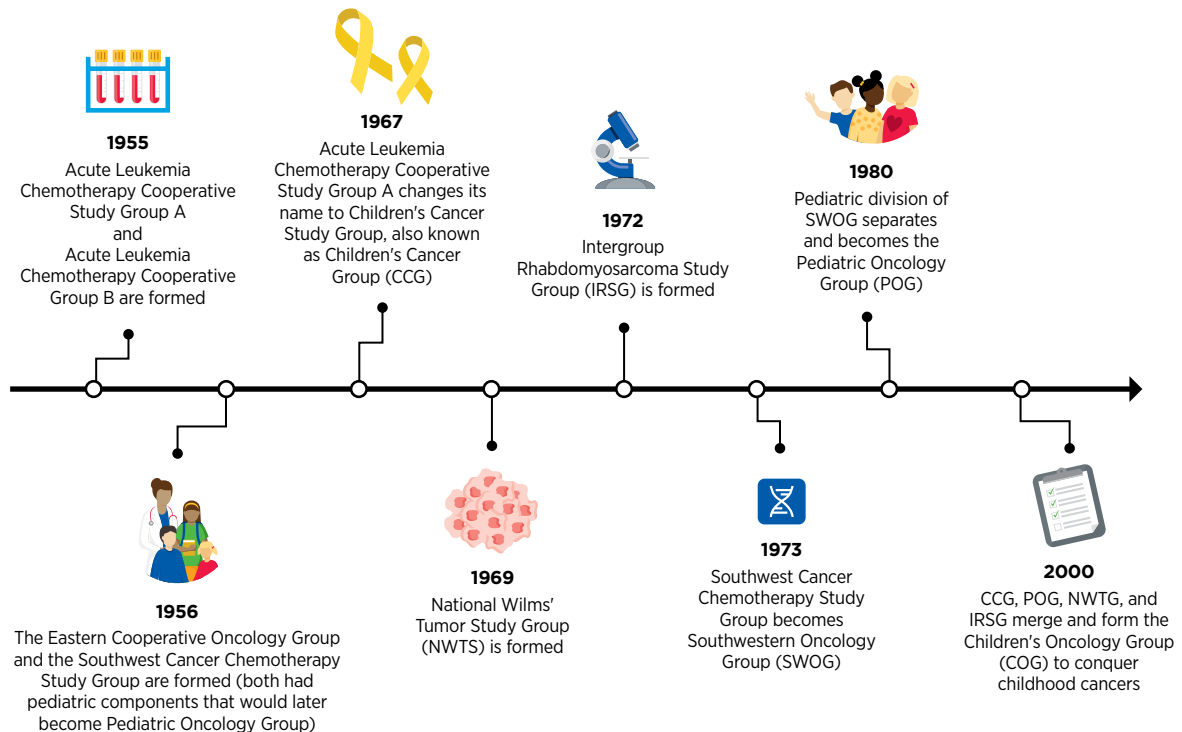 1955
Acute Leukemia
Chemotherapy Cooperative
Study Group A
and
Acute Leukemia
Chemotherapy Cooperative
Group B are formed
1956
The Eastern Cooperative Oncology Group
and the Southwest Cancer Chemotherapy
Study Group are formed (both had
pediatric components that would later
become Pediatric Oncology Group)
1967
Acute Leukemia
Chemotherapy Cooperative
Study Group A changes its
name to Children's Cancer
Study Group, also known
as Children's Cancer
Group (CCG)
1969
National Wilms'
Tumor Study Group
(NWTS) is formed
1972
Intergroup
Rhabdomyosarcoma Study
Group (IRSG) is formed
1973
Southwest Cancer
Chemotherapy Study
Group becomes
Southwestern Oncology
Group (SWOG)
1980
Pediatric division of
SWOG separates
and becomes the
Pediatric Oncology
Group (POG)
2000
CCG, POG, NWTG, and
IRSG merge and form the
Children's Oncology Group
(COG) to conquer
childhood cancers